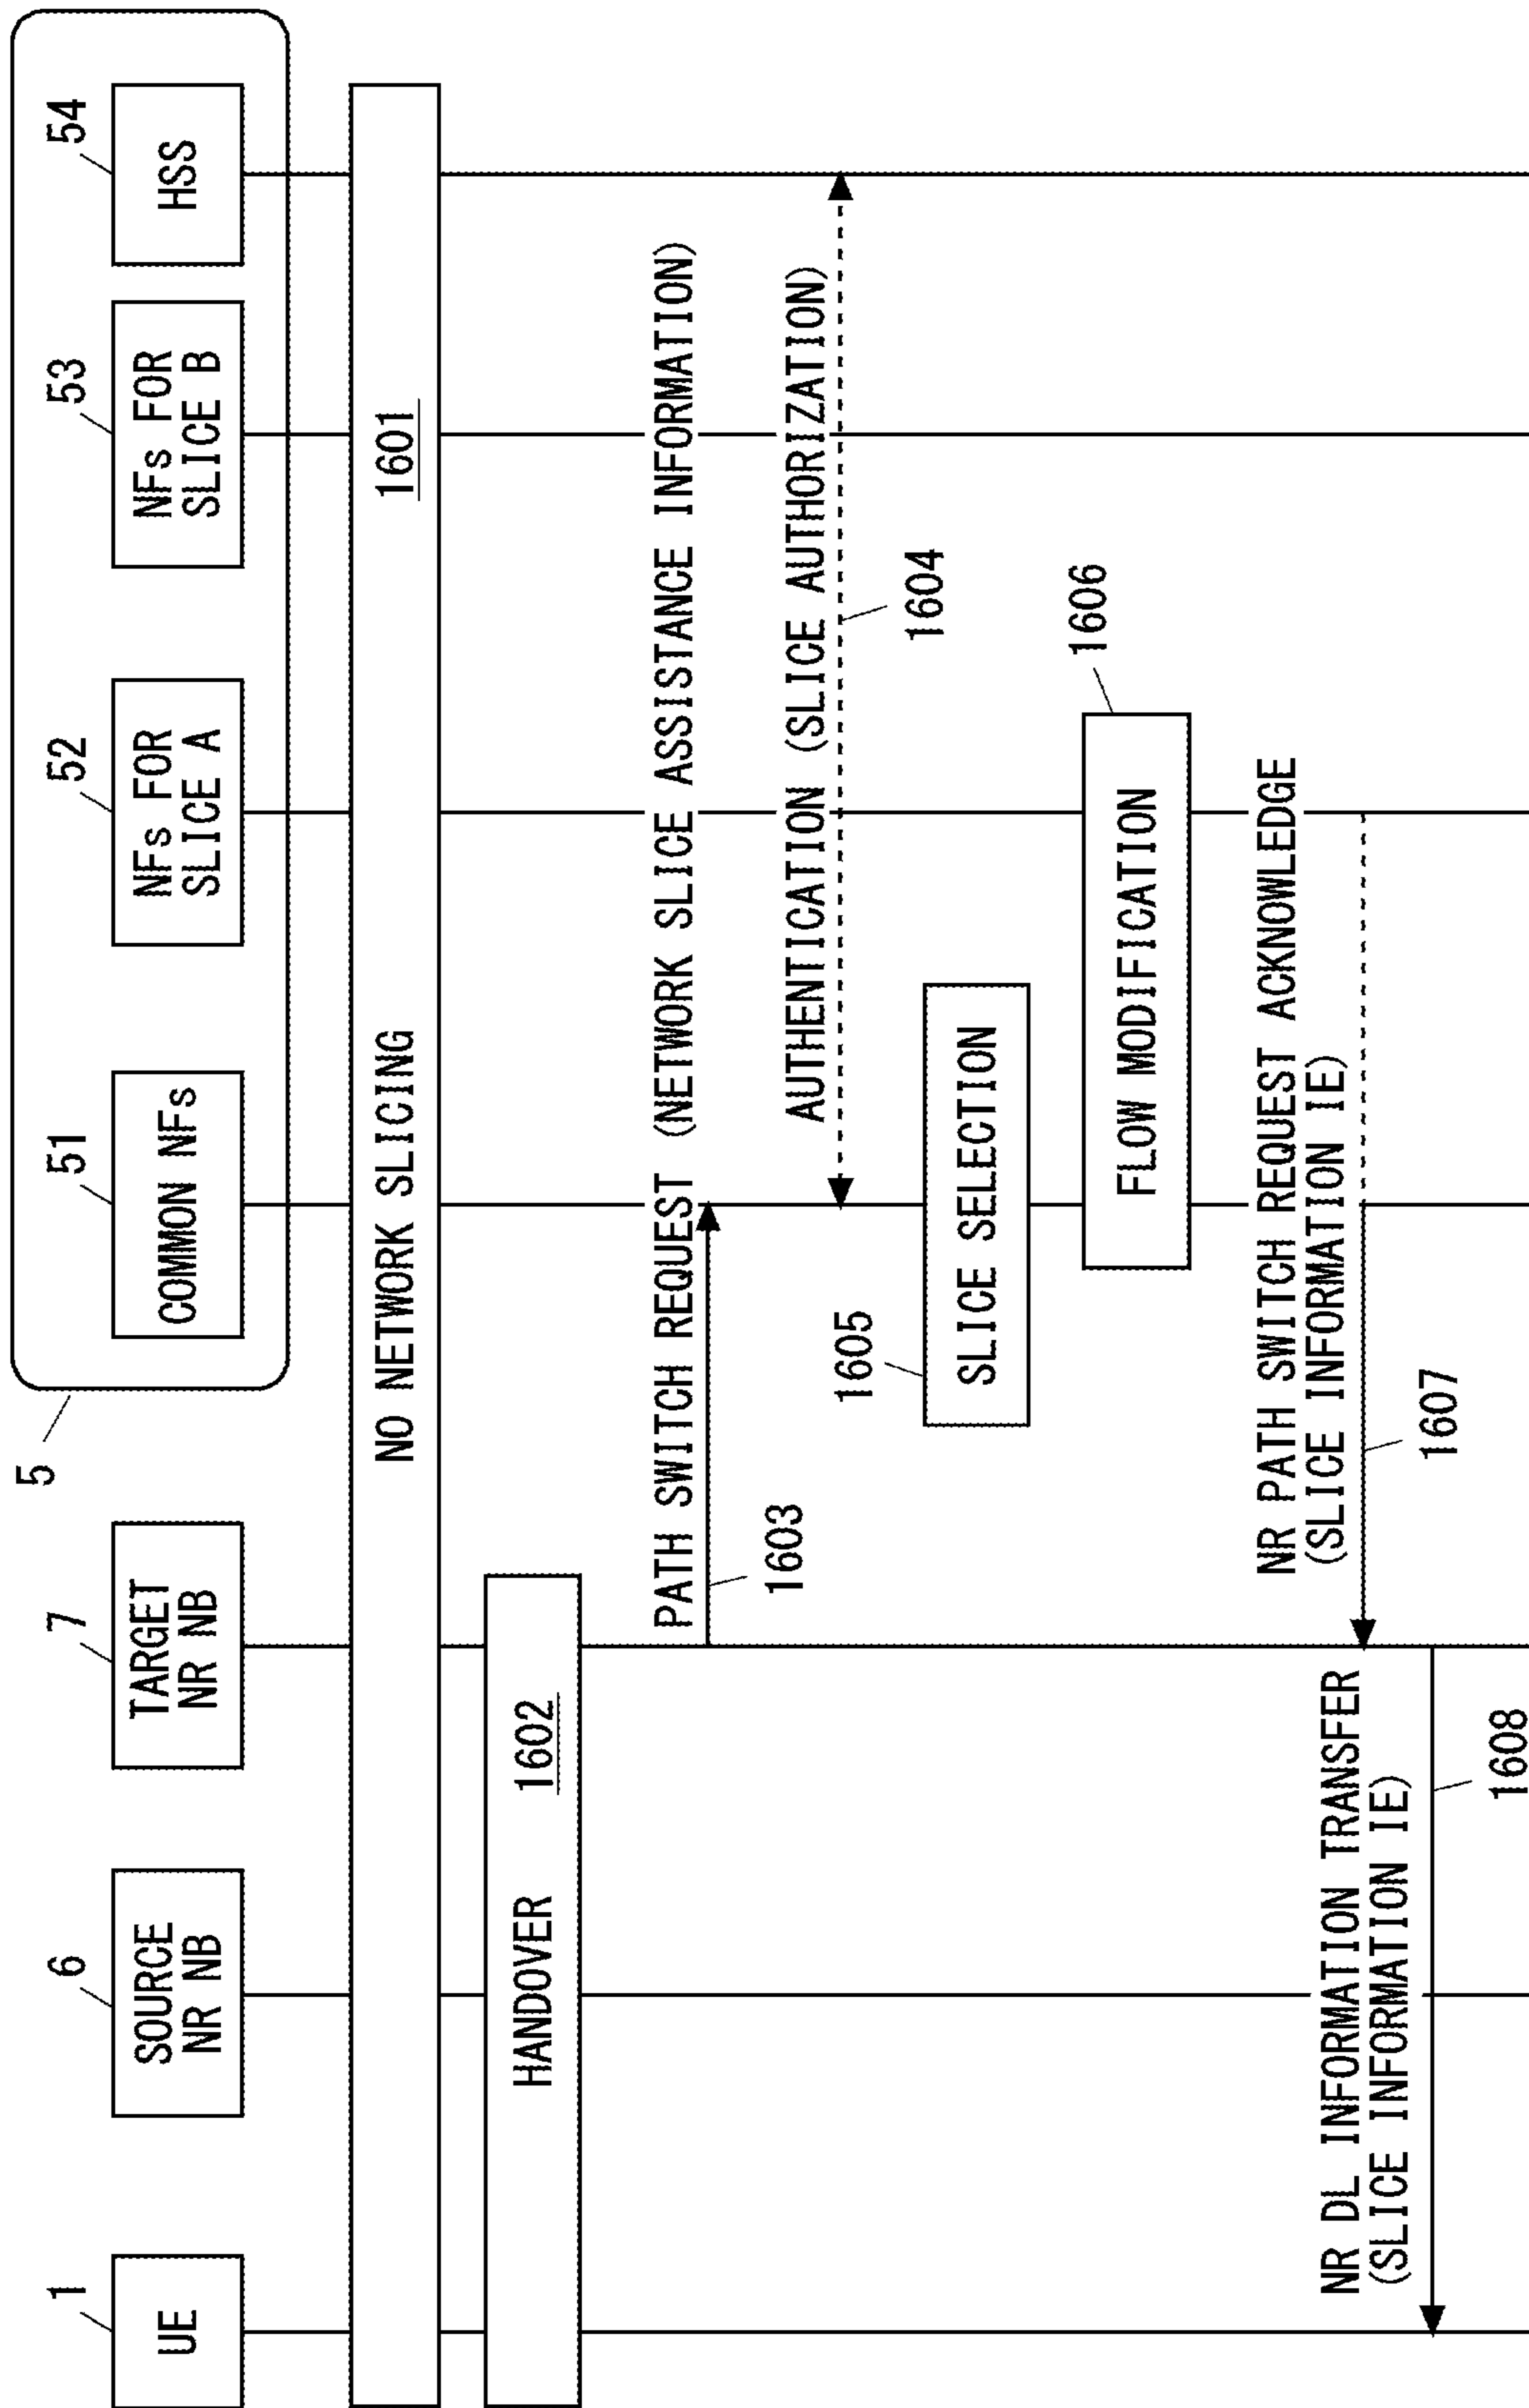 1
UE
6
SOURCE
NR NB
7
TARGET
NR NB
5
51
COMMON NFs
52
NFs FOR
SLICE A
53
NFs FOR
SLICE B
54
HSS
NO NETWORK SLICING
1601
HANDOVER
1602
PATH SWITCH REQUEST (NETWORK SLICE ASSISTANCE INFORMATION)
1603
AUTHENTICATION (SLICE AUTHORIZATION)
1604
1605
SLICE SELECTION
1606
FLOW MODIFICATION
NR PATH SWITCH REQUEST ACKNOWLEDGE
(SLICE INFORMATION IE)
1607
NR DL INFORMATION TRANSFER
(SLICE INFORMATION IE)
1608